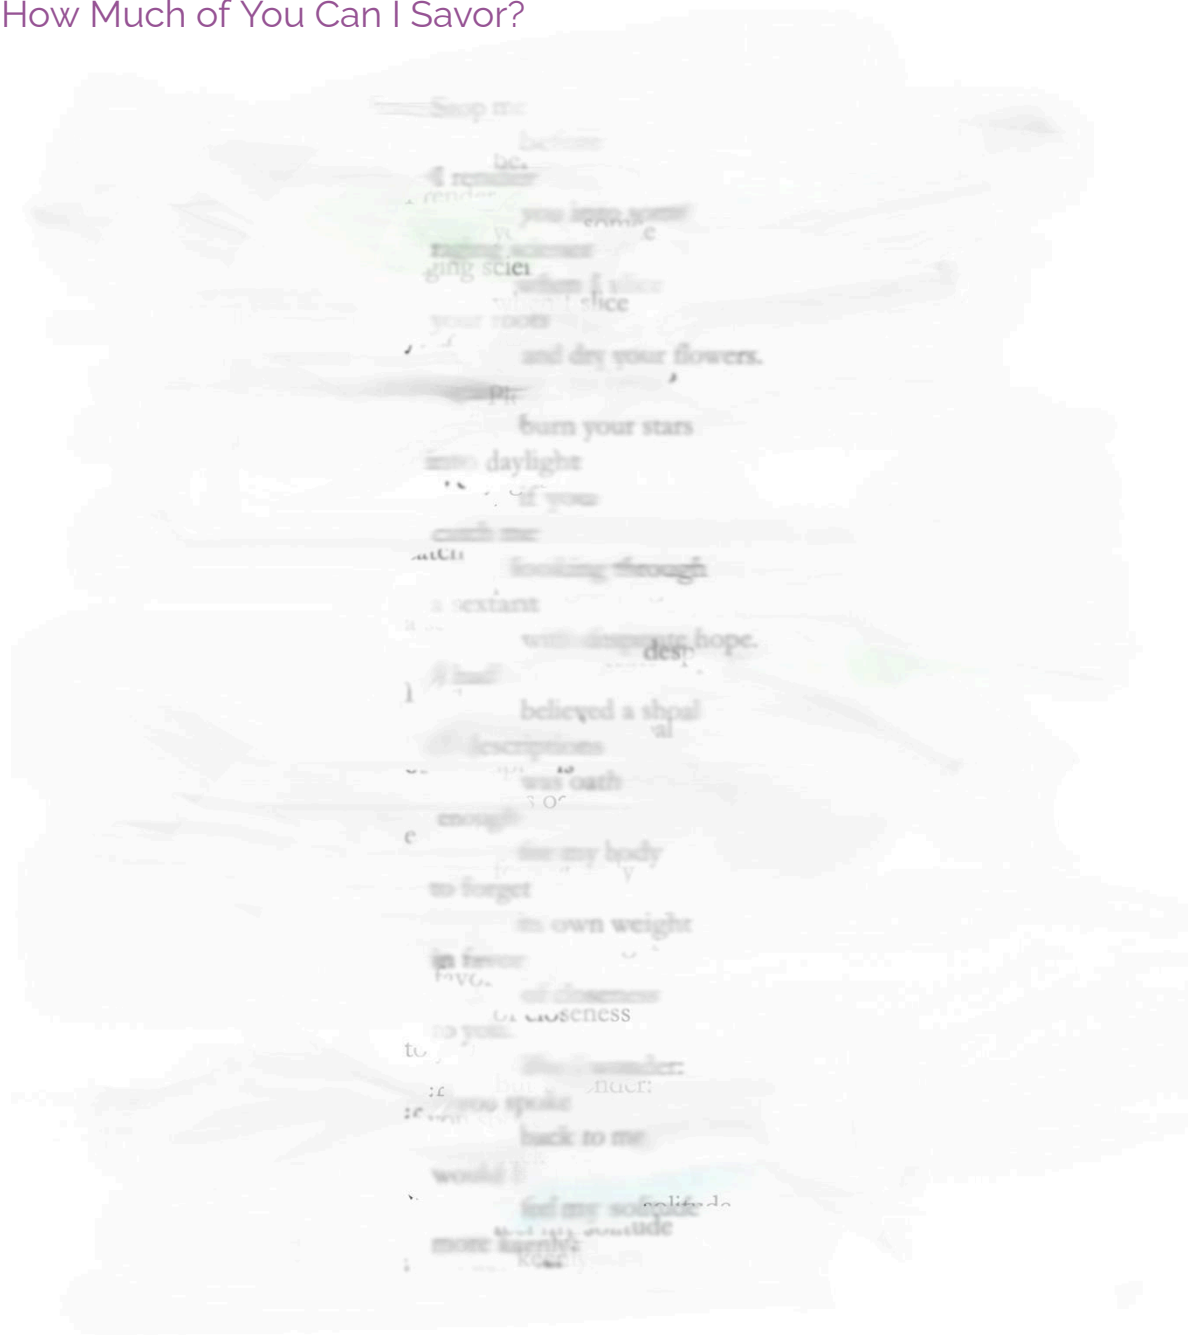 How Much of You Can I Savor?
Stop me
before
I render
you into some
raging science
when I slice
your roots
and dry your flowers.
burn your stars
into daylight
if you
catch me
looking through
a sextant
with desperate hope.
I had
believed a shoal
of descriptions
was oath
enough
for my body
to forget
its own weight
in favor
of closeness
to you.
But I wonder:
if you spoke
back to me
would I
feel my solitude
more keenly?